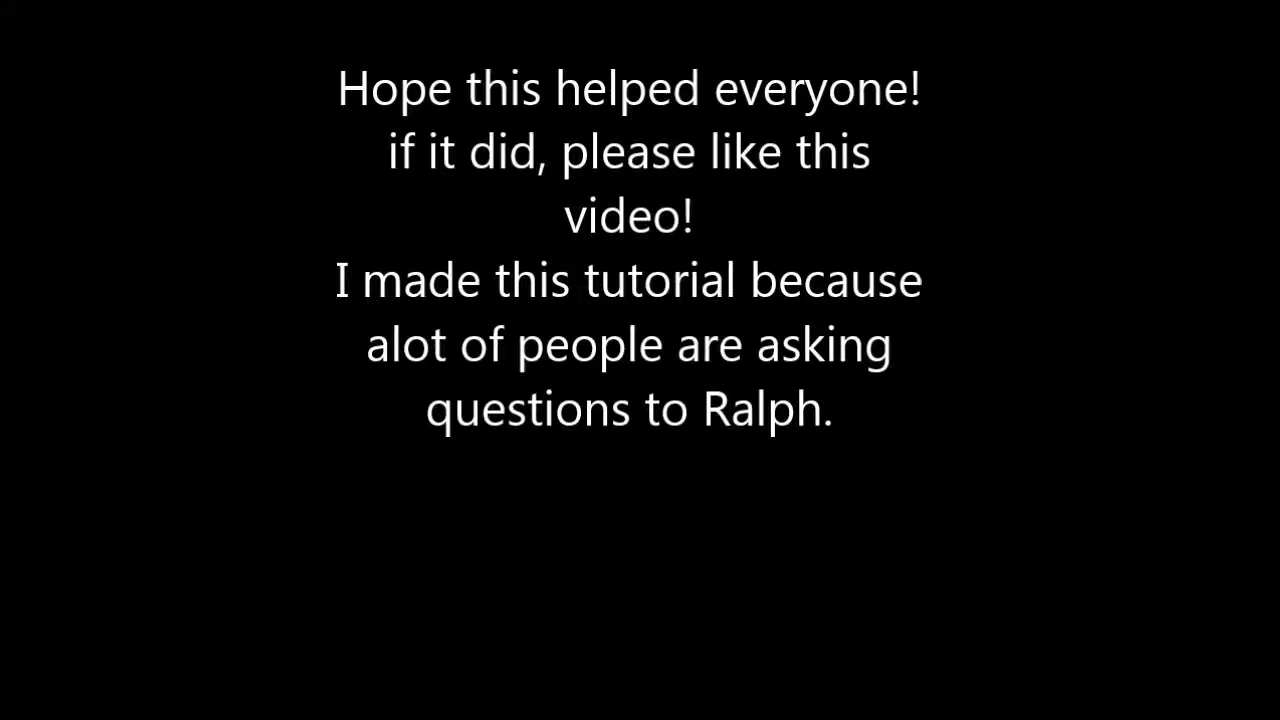 Hope this helped everyone!
if it did, please like this
video!
I made this tutorial because
alot of people are asking
questions to Ralph.